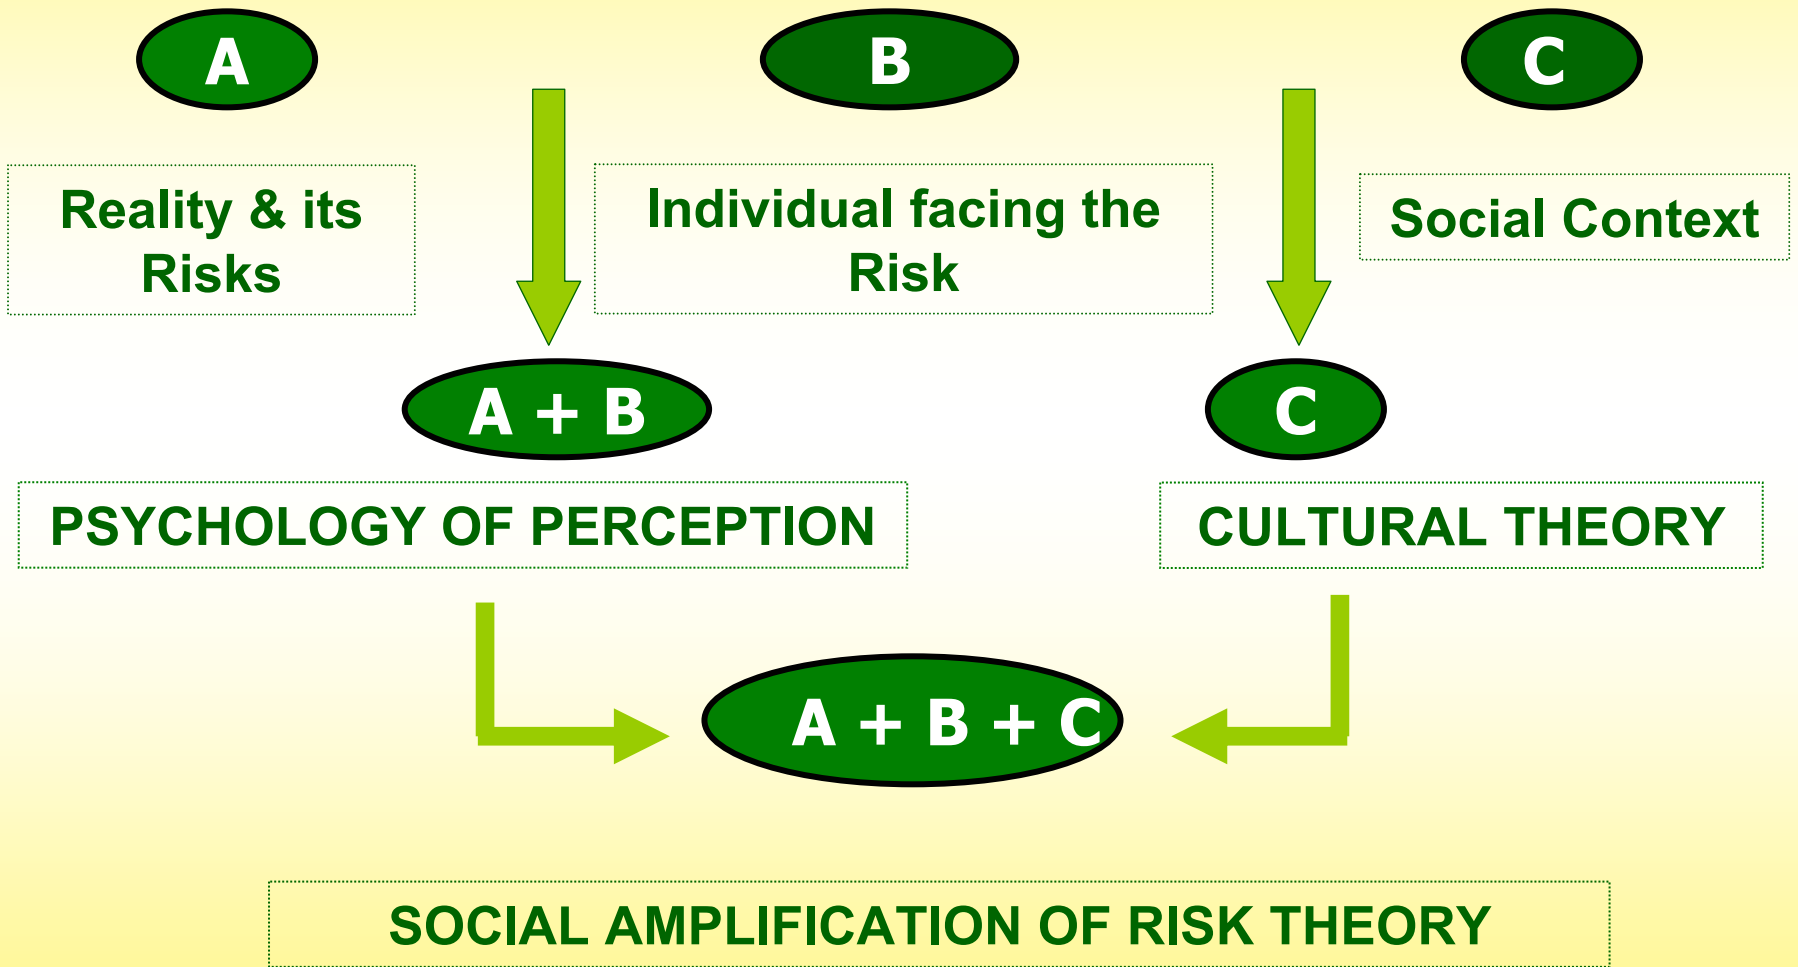 A
B
C
Reality & its
Risks
Individual facing the
Risk
Social Context
A + B
C
PSYCHOLOGY OF PERCEPTION
CULTURAL THEORY
A + B + C
SOCIAL AMPLIFICATION OF RISK THEORY